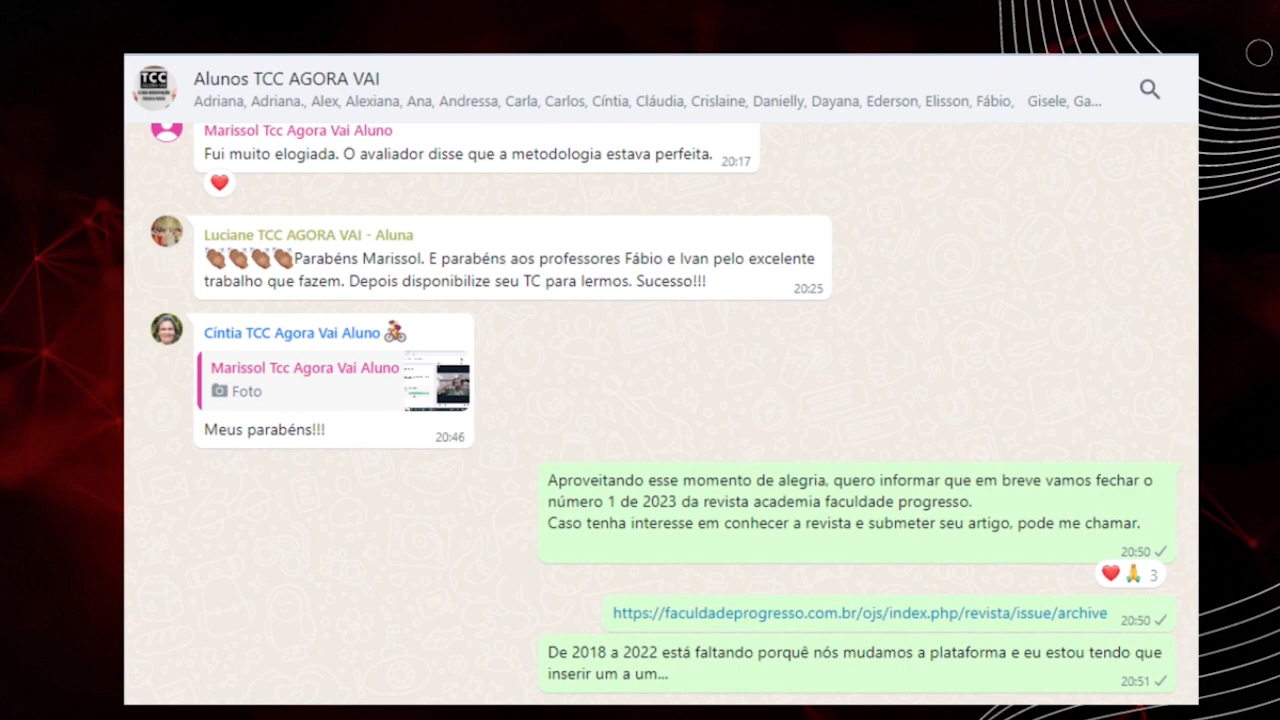 TCC
Alunos TCC AGORA VAI
Adriana, Adriana., Alex, Alexiana, Ana, Andressa, Carla, Carlos, Cíntia, Cláudia, Crislaine, Danielly, Dayana, Ederson, Elisson, Fábio, Gisele, Ga...
Marissol Tcc Agora Vai Aluno
Fui muito elogiada. O avaliador disse que a metodologia estava perfeita. 20:17
Luciane TCC AGORA VAI - Aluna
👏🏽👏🏽👏🏽👏🏽Parabéns Marissol. E parabéns aos professores Fábio e Ivan pelo excelente
trabalho que fazem. Depois disponibilize seu TC para lermos. Sucesso!!!
20:25
Cíntia TCC Agora Vai Aluno
Marissol Tcc Agora Vai Aluno
Foto
Meus parabéns!!!
20:46
Aproveitando esse momento de alegria, quero informar que em breve vamos fechar o
número 1 de 2023 da revista academia faculdade progresso.
Caso tenha interesse em conhecer a revista e submeter seu artigo, pode me chamar.
20:50
3
https://faculdadeprogresso.com.br/ojs/index.php/revista/issue/archive 20:50
De 2018 a 2022 está faltando porquê nós mudamos a plataforma e eu estou tendo que
inserir um a um...
20:51